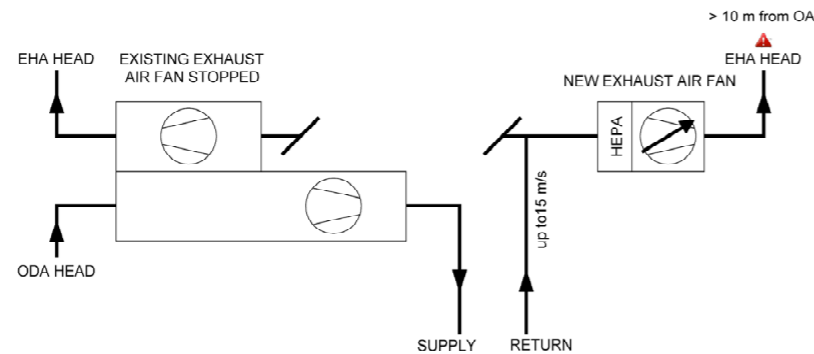 > 10 m from OA
EHA HEAD
EXISTING EXHAUST
AIR FAN STOPPED
EHA HEAD
NEW EXHAUST AIR FAN
HEPA
up to15 m/s
ODA HEAD
SUPPLY
RETURN